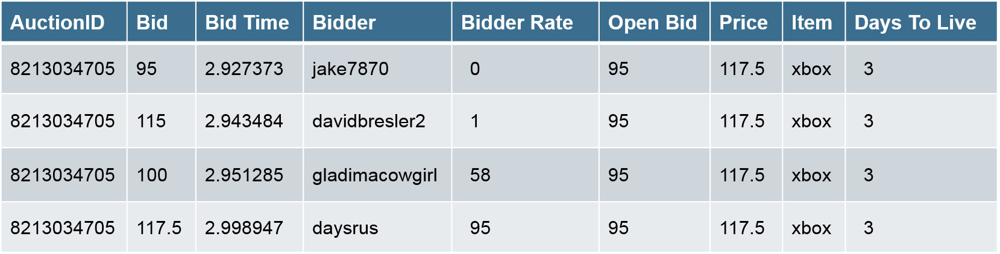 AuctionID Bid Bid Time Bidder Bidder Rate Open Bid Price Item Days To Live
8213034705 95 2.927373 jake7870 0 95 117.5 xbox 3
8213034705 115 2.943484 davidbresler2 1 95 117.5 xbox 3
8213034705 100 2.951285 gladimacowgirl 58 95 117.5 xbox 3
8213034705 117.5 2.998947 daysrus 95 95 117.5 xbox 3